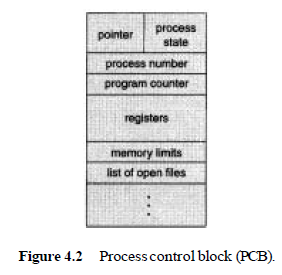 pointer
process
state
process number
program counter
registers
memory limits
list of open files
Figure 4.2 Process control block (PCB).